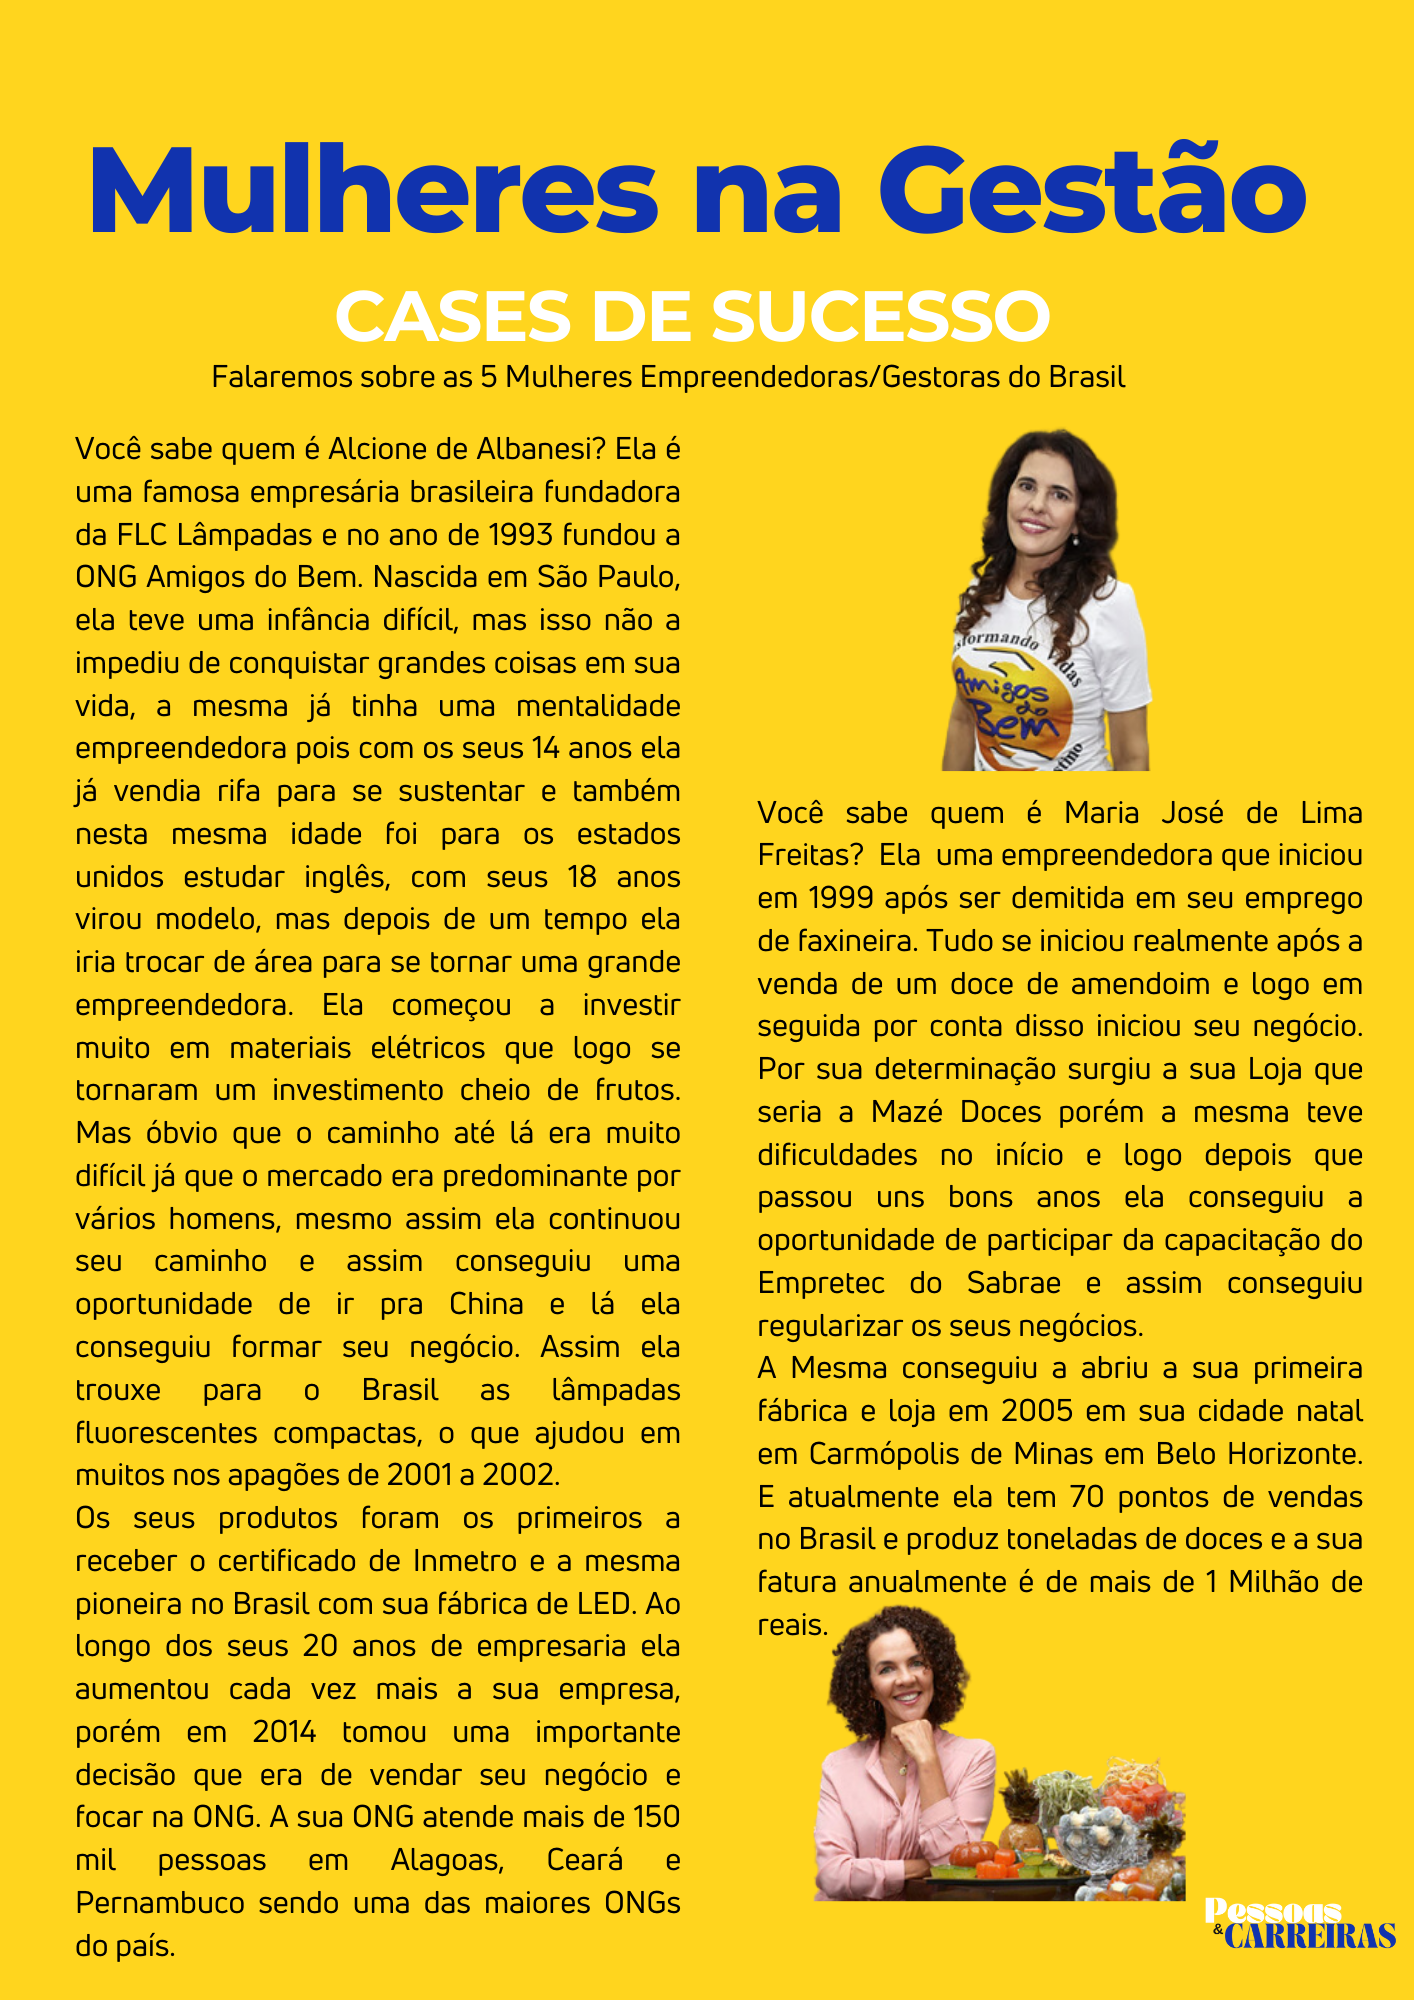 Mulheres na Gestão
CASES DE SUCESSO
Falaremos sobre as 5 Mulheres Empreendedoras/Gestoras do Brasil
Você sabe quem é Alcione de Albanesi? Ela é
uma famosa empresária brasileira fundadora
da FLC Lâmpadas e no ano de 1993 fundou a
ONG Amigos do Bem. Nascida em São Paulo,
ela teve uma infância difícil, mas isso não a
impediu de conquistar grandes coisas em sua
vida, a mesma já tinha uma mentalidade
empreendedora pois com os seus 14 anos ela
já vendia rifa para se sustentar e também
nesta mesma idade foi para os estados
unidos estudar inglês, com seus 18 anos
virou modelo, mas depois de um tempo ela
iria trocar de área para se tornar uma grande
empreendedora. Ela começou a investir
muito em materiais elétricos que logo se
tornaram um investimento cheio de frutos.
Mas óbvio que o caminho até lá era muito
difícil já que o mercado era predominante por
vários homens, mesmo assim ela continuou
seu caminho e assim conseguiu uma
oportunidade de ir pra China e lá ela
conseguiu formar seu negócio. Assim ela
trouxe para o Brasil as lâmpadas
fluorescentes compactas, o que ajudou em
muitos nos apagões de 2001 a 2002.
Os seus produtos foram os primeiros a
receber o certificado de Inmetro e a mesma
pioneira no Brasil com sua fábrica de LED. Ao
longo dos seus 20 anos de empresaria ela
aumentou cada vez mais a sua empresa,
porém em 2014 tomou uma importante
decisão que era de vendar seu negócio e
focar na ONG. A sua ONG atende mais de 150
mil pessoas em Alagoas, Ceará e
Pernambuco sendo uma das maiores ONGs
do país.
sformando Vidas
Amigos
do
Bem
stino
Você sabe quem é Maria José de Lima
Freitas? Ela uma empreendedora que iniciou
em 1999 após ser demitida em seu emprego
de faxineira. Tudo se iniciou realmente após a
venda de um doce de amendoim e logo em
seguida por conta disso iniciou seu negócio.
Por sua determinação surgiu a sua Loja que
seria a Mazé Doces porém a mesma teve
dificuldades no início e logo depois que
passou uns bons anos ela conseguiu a
oportunidade de participar da capacitação do
Empretec do Sabrae e assim conseguiu
regularizar os seus negócios.
A Mesma conseguiu a abriu a sua primeira
fábrica e loja em 2005 em sua cidade natal
em Carmópolis de Minas em Belo Horizonte.
E atualmente ela tem 70 pontos de vendas
no Brasil e produz toneladas de doces e a sua
fatura anualmente é de mais de 1 Milhão de
reais.
Pessoas
&CARREIRAS